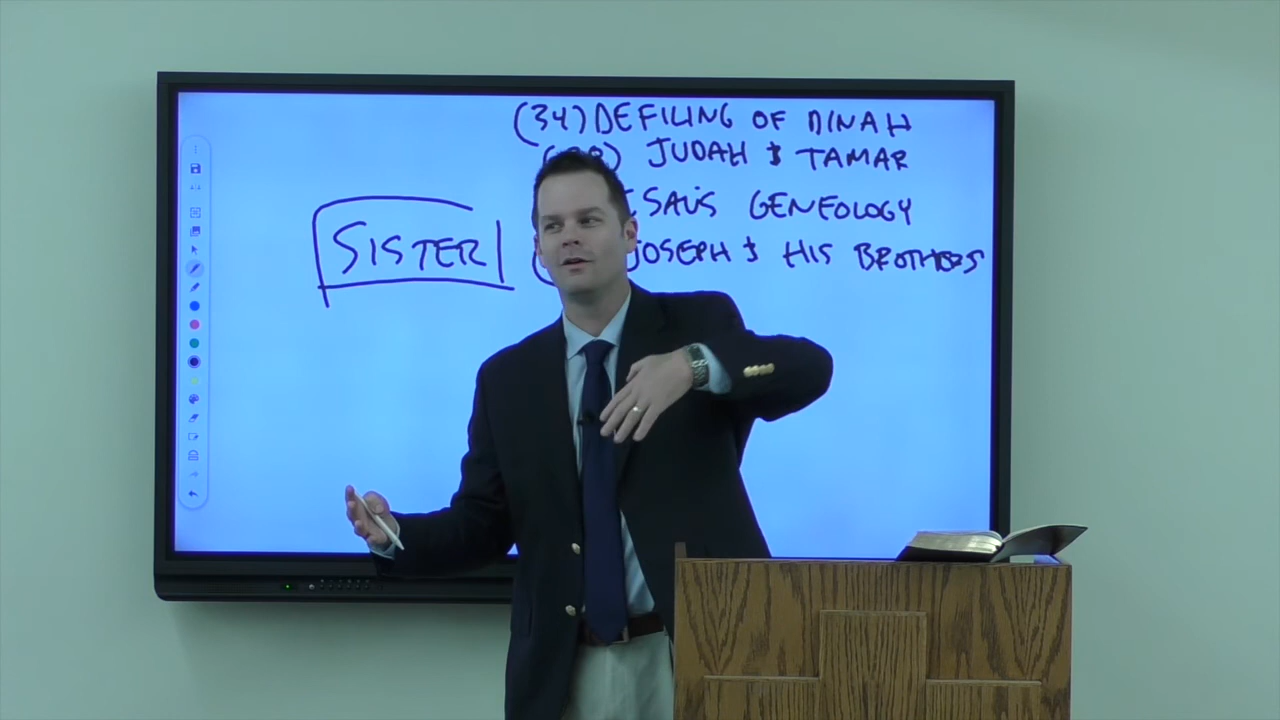 (34) DEFILING OF DINAH
JUDAH & TAMAR
GENEOLOGY
SISTER
JOSEPH & HIS BROTHERS